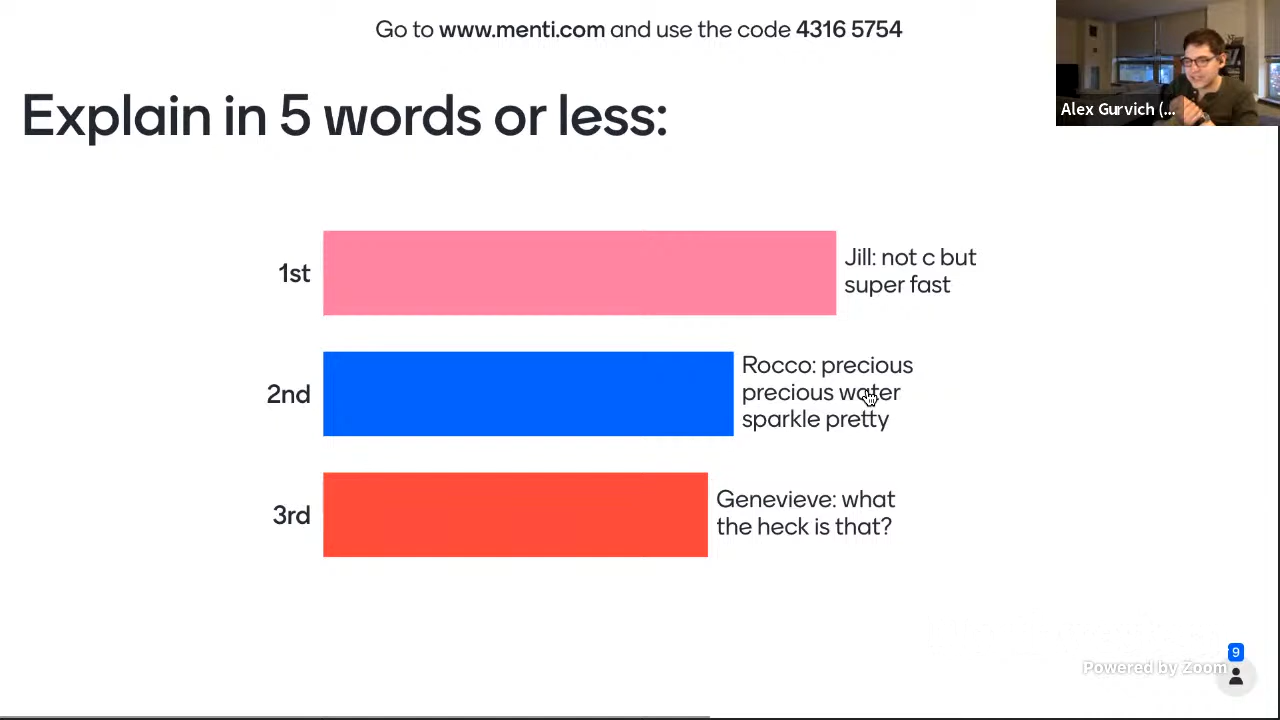 Go to www.menti.com and use the code 4316 5754
Alex Gurvich (...
Explain in 5 words or less:
1st
Jill: not c but
super fast
2nd
Rocco: precious
precious water
sparkle pretty
3rd
Genevieve: what
the heck is that?
9
Powered by Zoom